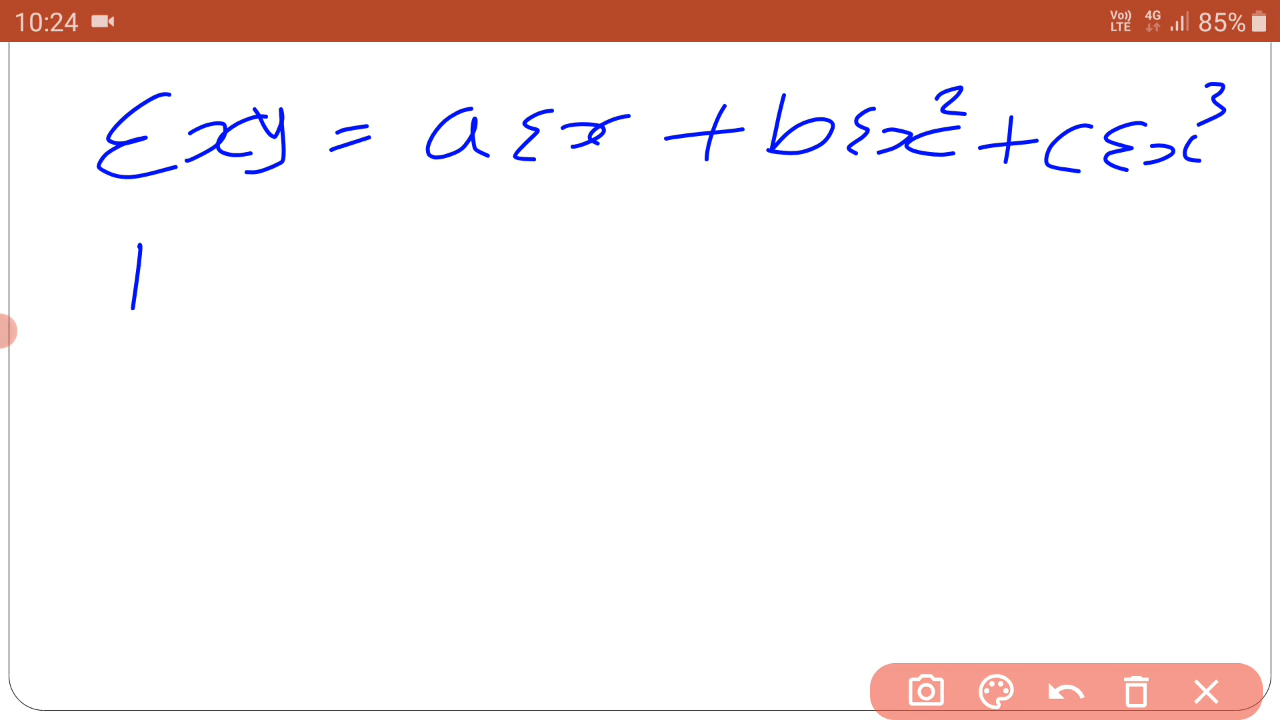 10:24 Vo)) LTE 4G 85%
Σxy = aΣx + bΣx² + cΣx³
1